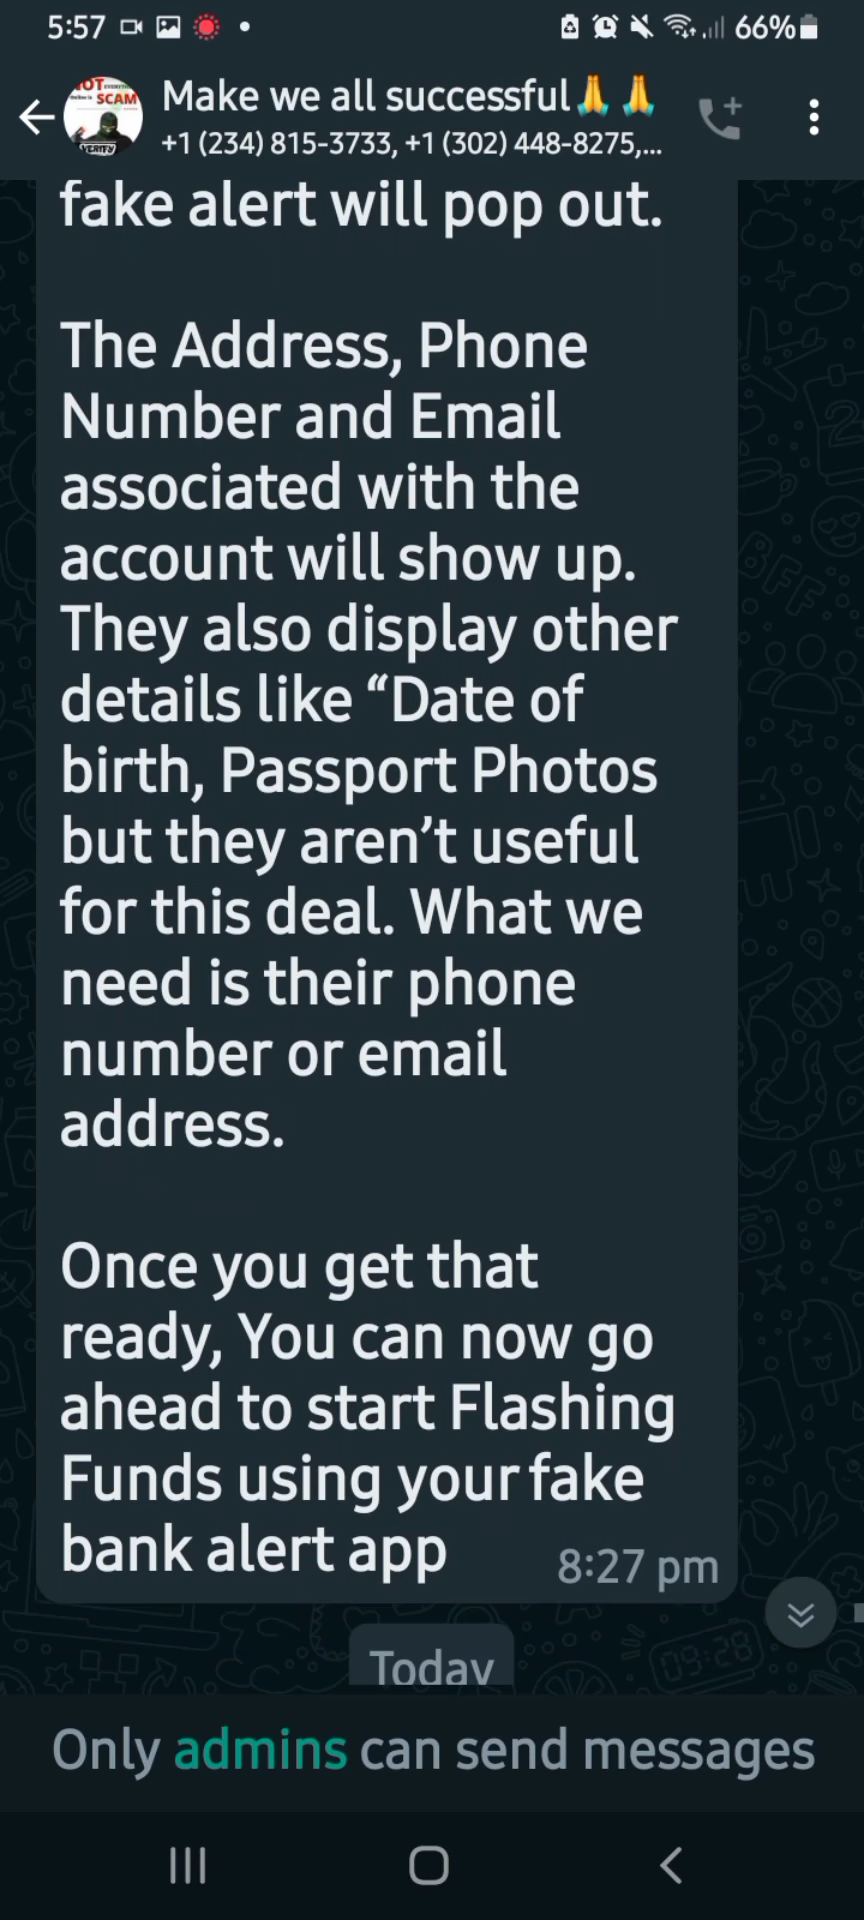 5:57
66%
Make we all successful🙏🙏
+1 (234) 815-3733, +1 (302) 448-8275,...
SCAM
VERIFY
fake alert will pop out.
The Address, Phone
Number and Email
associated with the
account will show up.
They also display other
details like “Date of
birth, Passport Photos
but they aren’t useful
for this deal. What we
need is their phone
number or email
address.
Once you get that
ready, You can now go
ahead to start Flashing
Funds using your fake
bank alert app
8:27 pm
Today
Only admins can send messages